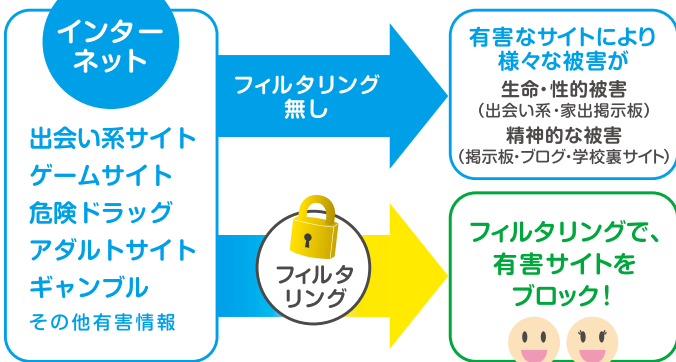 インター
ネット
出会い系サイト
ゲームサイト
危険ドラッグ
アダルトサイト
ギャンブル
その他有害情報
フィルタリング
無し
有害なサイトにより
様々な被害が
生命・性的被害
(出会い系・家出掲示板)
精神的な被害
(掲示板・ブログ・学校裏サイト)
フィルタ
リング
フィルタリングで、
有害サイトを
ブロック！